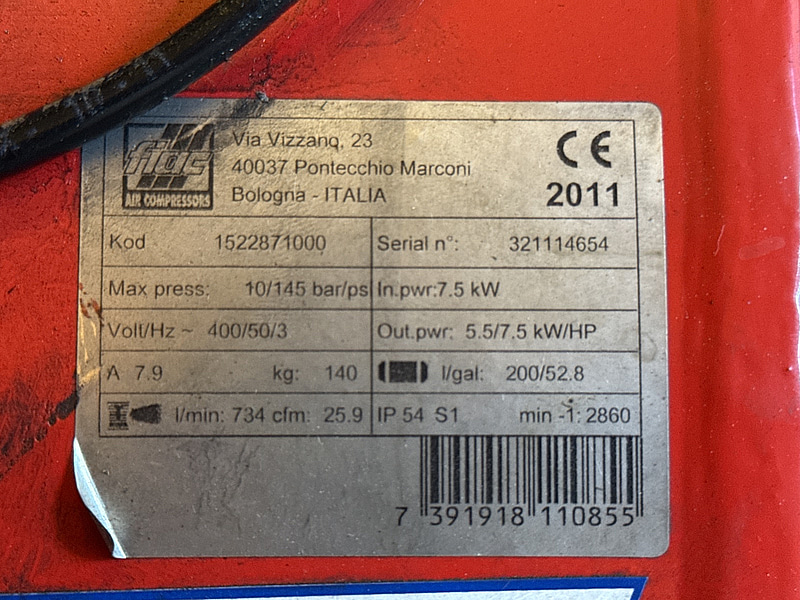 fiac
AIR COMPRESSORS
Via Vizzano, 23
40037 Pontecchio Marconi
Bologna - ITALIA
CE
2011
Kod 1522871000 Serial n°: 321114654
Max press: 10/145 bar/ps In.pwr:7.5 kW
Volt/Hz ~ 400/50/3 Out.pwr: 5.5/7.5 kW/HP
A 7.9 kg: 140 l/gal: 200/52.8
l/min: 734 cfm: 25.9 IP 54 S1 min -1: 2860
7 391918 110855